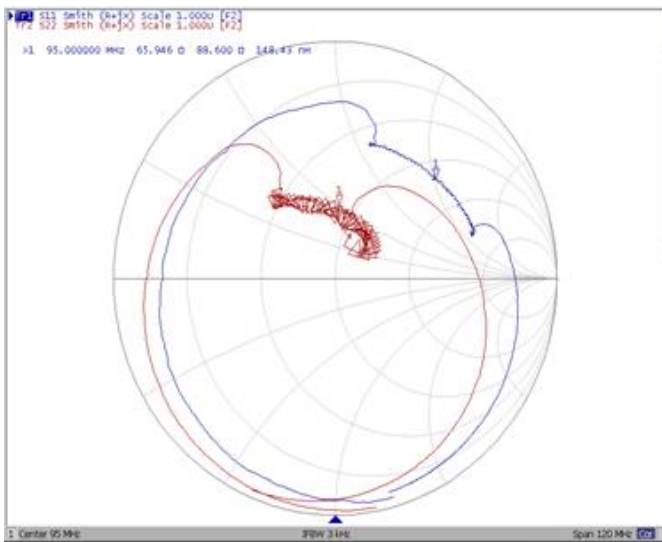 Tr1 S11 Smith (R+jX) Scale 1.000U [F2]
Tr2 S22 Smith (R+jX) Scale 1.000U [F2]
>1 95.000000 MHz 65.946 Ω 88.600 Ω 148.43 nH
1 Center 95 MHz IFBW 3 kHz Span 120 MHz Cor